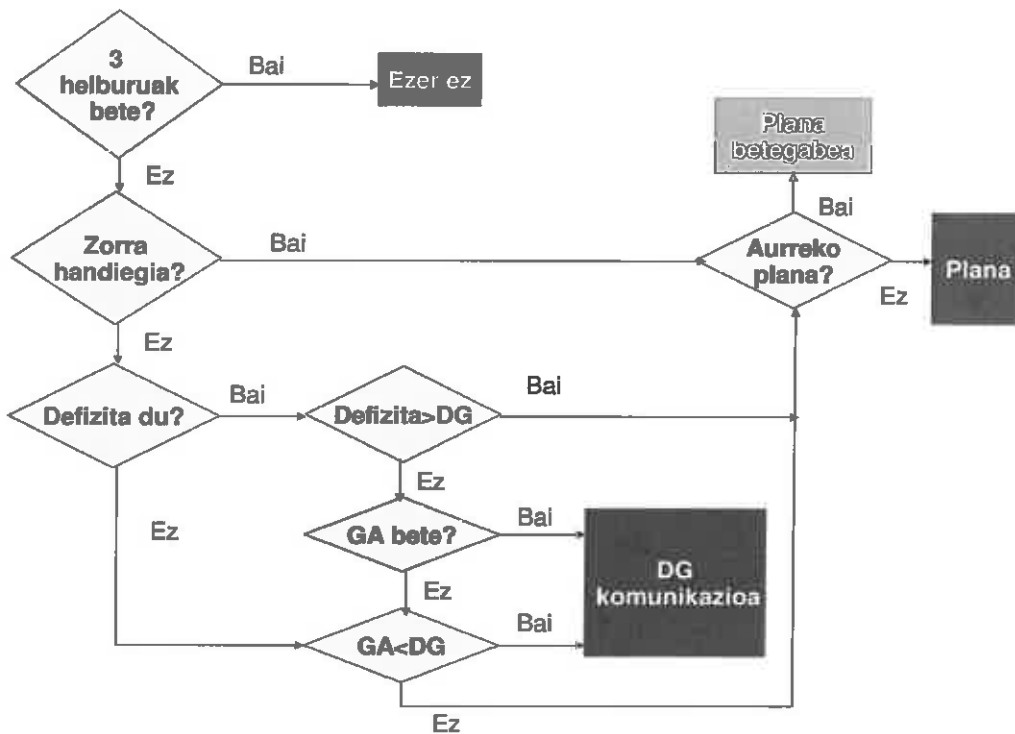 3
helburuak
bete?
Bai
Ezer ez
Plana
betegabea
Ez
Bai
Zorra
handiegia?
Bai
Aurreko
plana?
Plana
Ez
Ez
Defizita du?
Bai
Defizita>DG
Bai
Ez
Ez
GA bete?
Bai
DG
komunikazioa
Ez
GA<DG
Bai
Ez